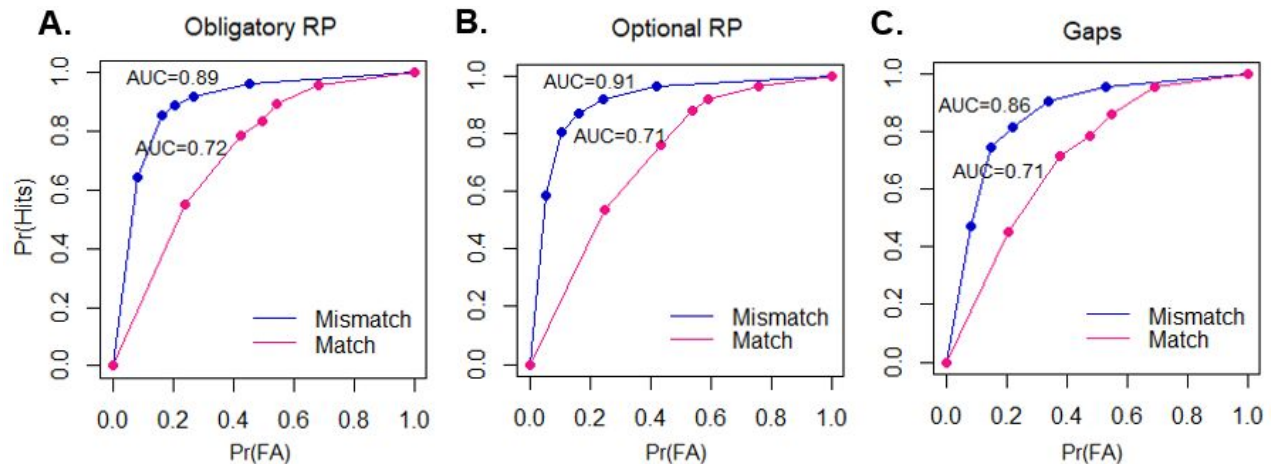 A. Obligatory RP
AUC=0.89
AUC=0.72
Mismatch
Match
Pr(Hits)
0.0 0.2 0.4 0.6 0.8 1.0
0.0 0.2 0.4 0.6 0.8 1.0
Pr(FA)
B. Optional RP
AUC=0.91
AUC=0.71
Mismatch
Match
0.0 0.2 0.4 0.6 0.8 1.0
0.0 0.2 0.4 0.6 0.8 1.0
Pr(FA)
C. Gaps
AUC=0.86
AUC=0.71
Mismatch
Match
0.0 0.2 0.4 0.6 0.8 1.0
0.0 0.2 0.4 0.6 0.8 1.0
Pr(FA)